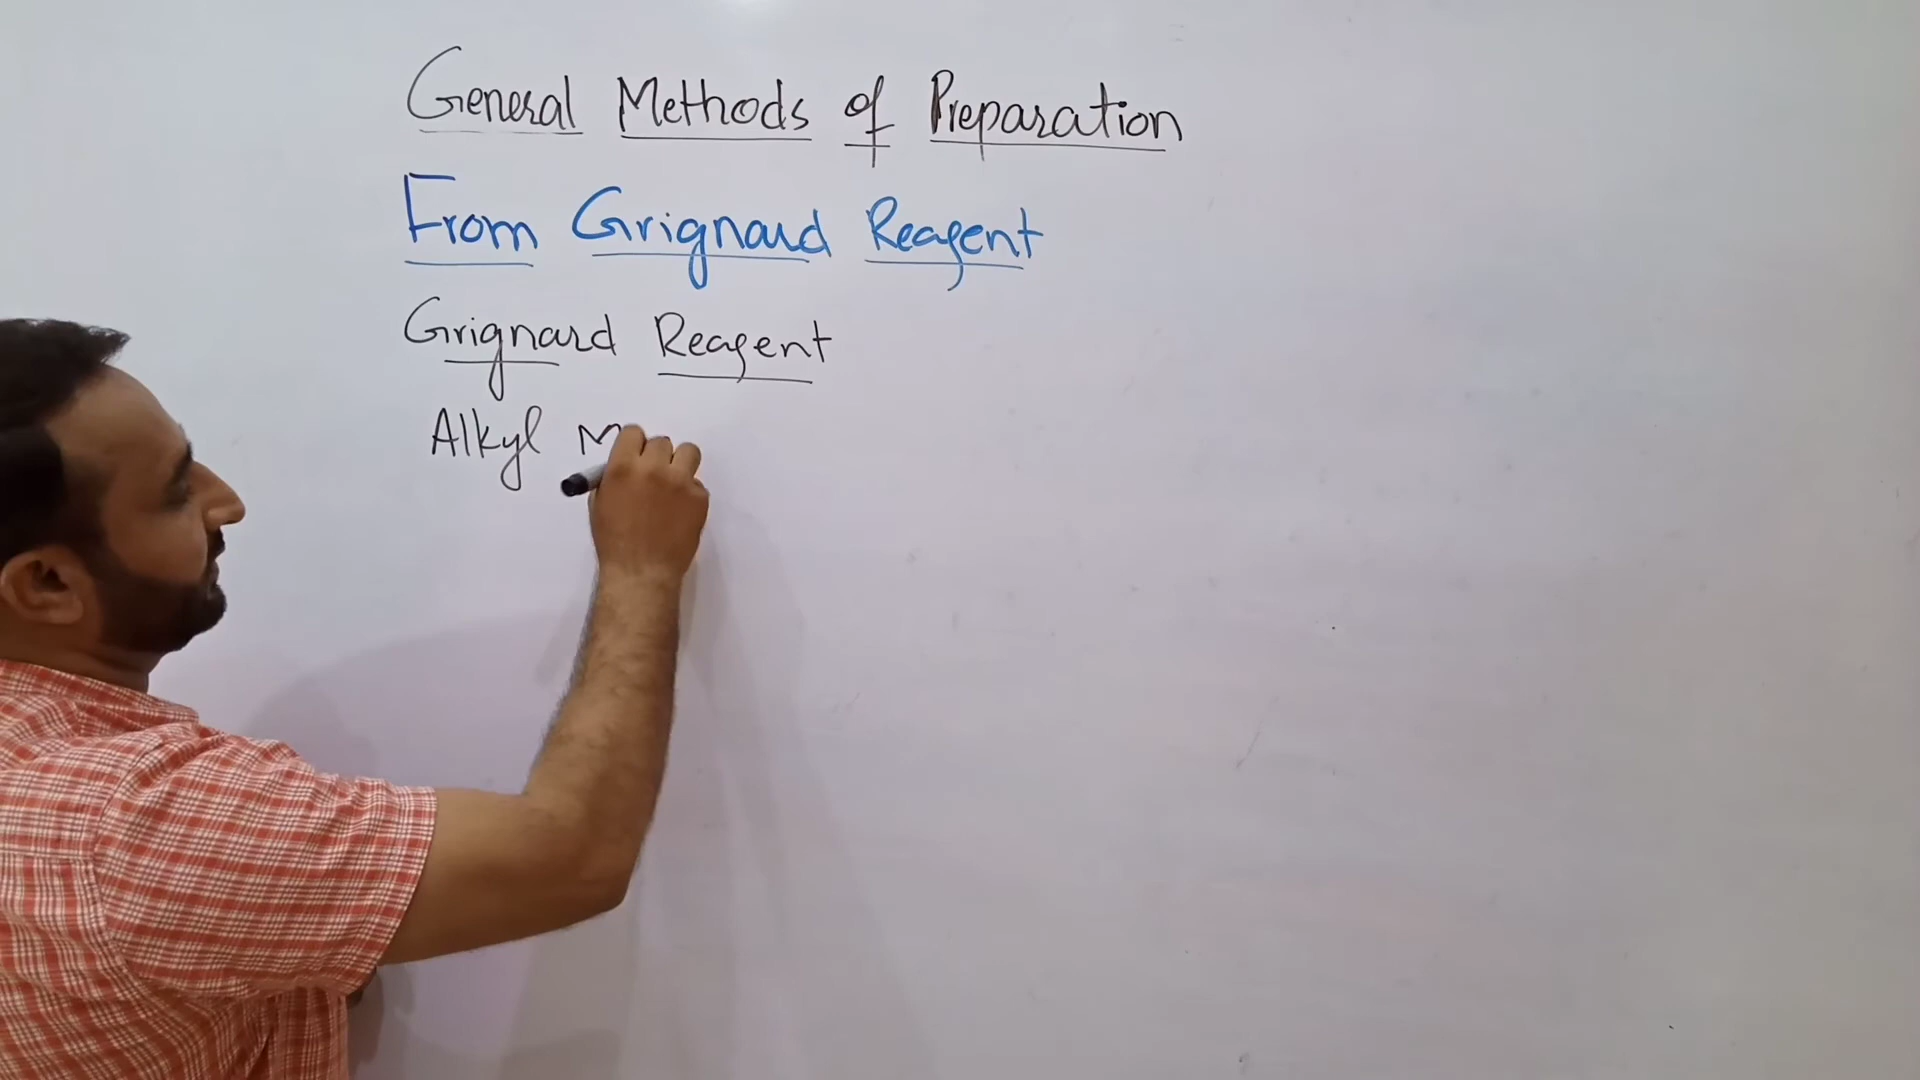 General Methods of Preparation
From Grignard Reagent
Grignard Reagent
Alkyl M